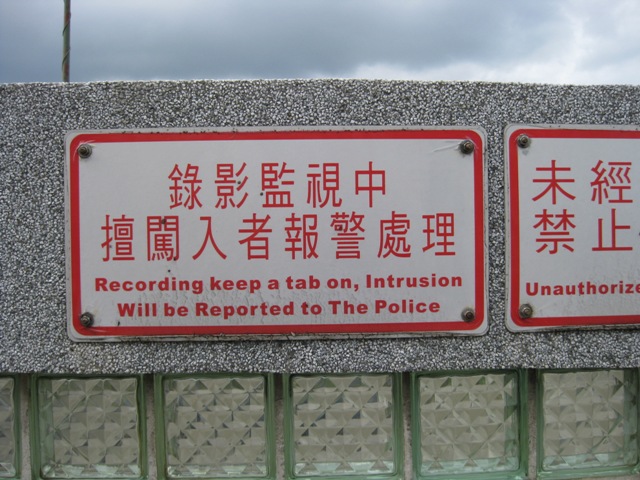 錄影監視中
擅闖入者報警處理
Recording keep a tab on, Intrusion
Will be Reported to The Police
未經
禁止